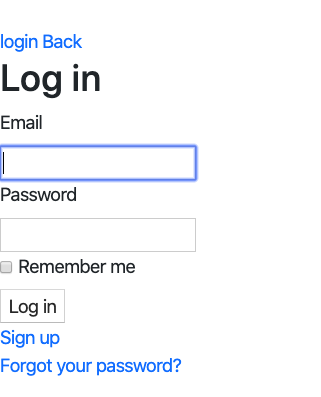 login Back
Log in
Email
Password
Remember me
Log in
Sign up
Forgot your password?